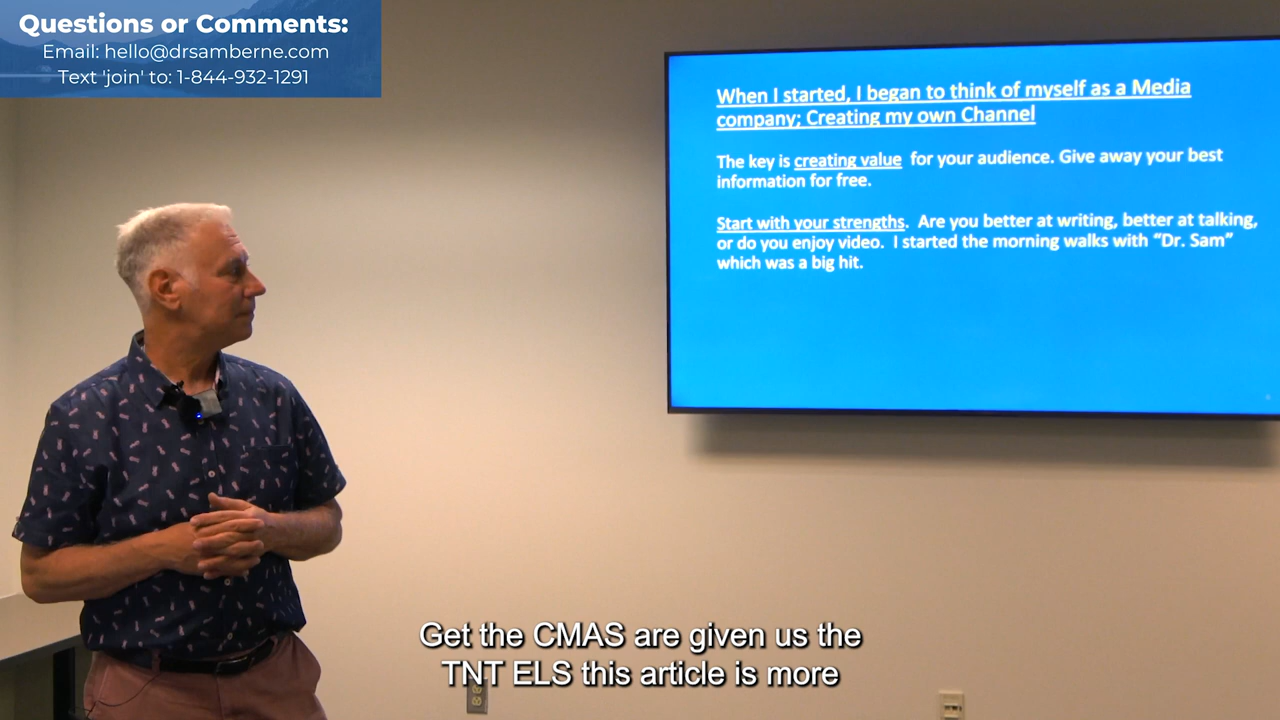 Questions or Comments:
Email: hello@drsamberne.com
Text 'join' to: 1-844-932-1291
When I started, I began to think of myself as a Media
company; Creating my own Channel
The key is creating value for your audience. Give away your best
information for free.
Start with your strengths. Are you better at writing, better at talking,
or do you enjoy video. I started the morning walks with “Dr. Sam”
which was a big hit.
Get the CMAS are given us the
TNT ELS this article is more